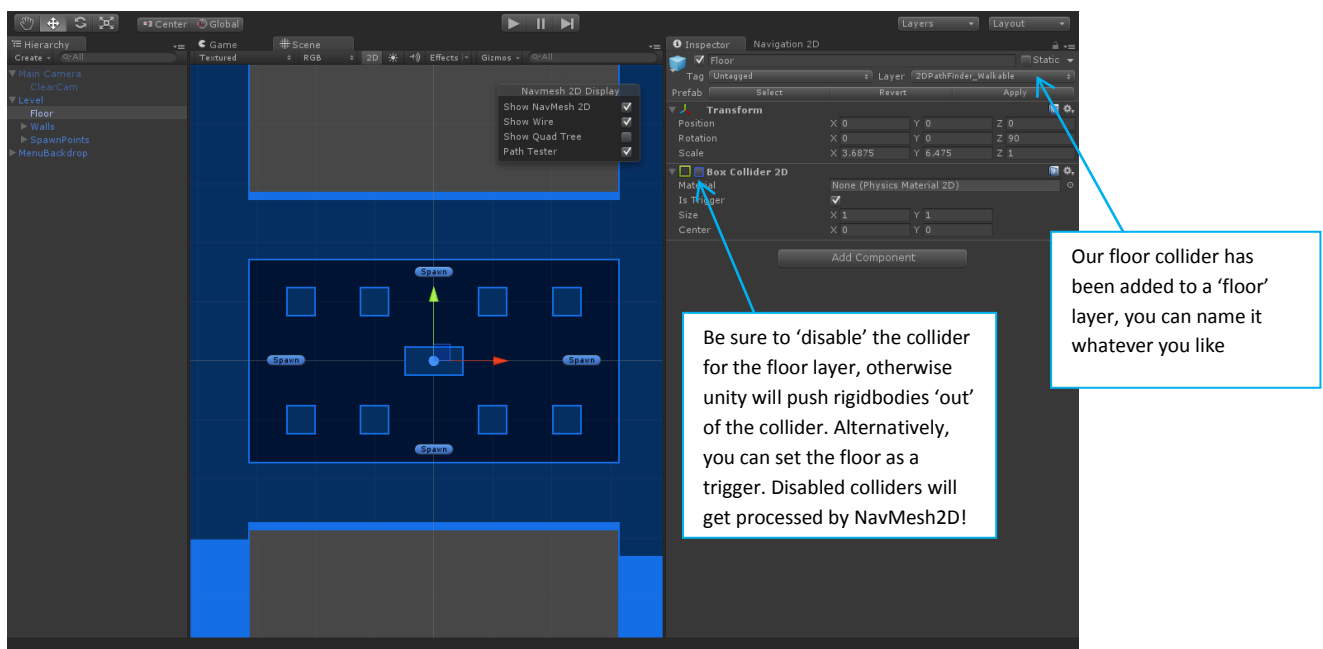 Center Global
Layers Layout
Hierarchy
Create All
Main Camera
ClearCam
Level
Floor
Walls
SpawnPoints
MenuBackdrop
Game Scene
Textured RGB 2D Effects Gizmos All
Navmesh 2D Display
Show NavMesh 2D
Show Wire
Show Quad Tree
Path Tester
Spawn
Spawn
Spawn
Spawn
Inspector Navigation 2D
Floor Static
Tag Untagged Layer 2DPathFinder_Walkable
Prefab Select Revert Apply
Transform
Position X 0 Y 0 Z 0
Rotation X 0 Y 0 Z 90
Scale X 3.6875 Y 6.475 Z 1
Box Collider 2D
Material None (Physics Material 2D)
Is Trigger
Size X 1 Y 1
Center X 0 Y 0
Add Component
Our floor collider has
been added to a ‘floor’
layer, you can name it
whatever you like
Be sure to ‘disable’ the collider
for the floor layer, otherwise
unity will push rigidbodies ‘out’
of the collider. Alternatively,
you can set the floor as a
trigger. Disabled colliders will
get processed by NavMesh2D!